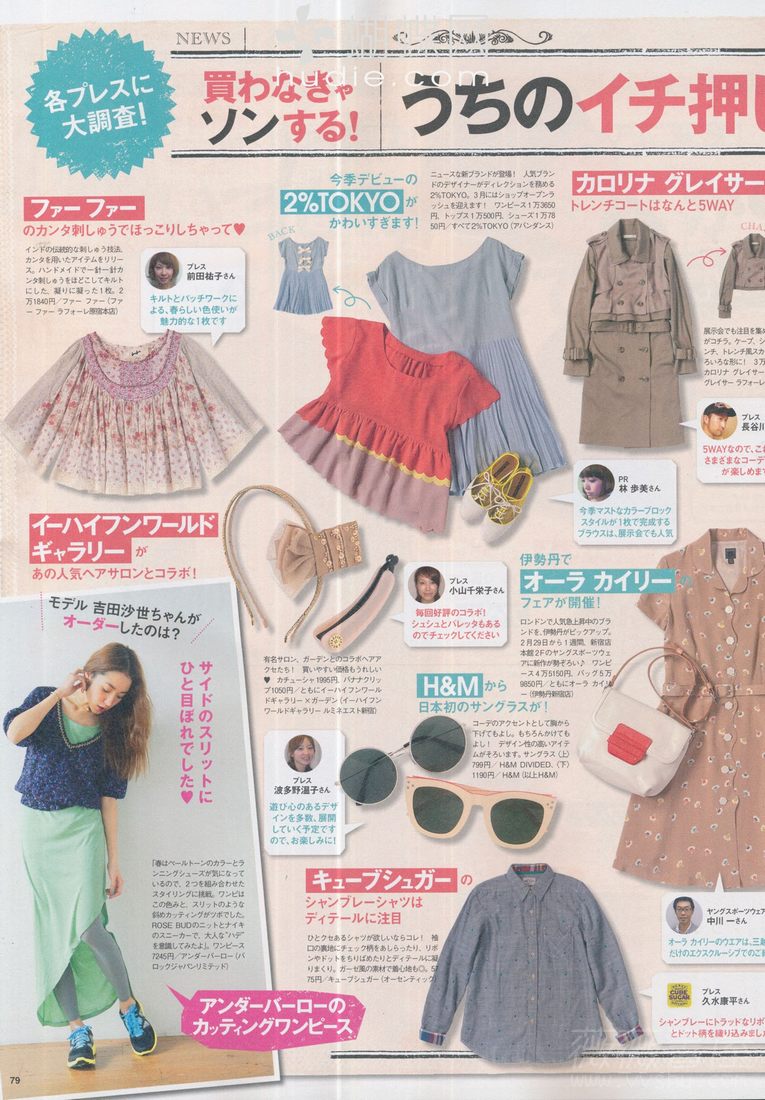 NEWS
hudie.com
各プレスに
大調査!
買わなきゃ
ソンする!
うちのイチ押し
ファー ファー
のカンタ刺しゅうでほっこりしちゃって♥
インドの伝統的な刺しゅう技法、
カンタを用いたアイテムをリリー
ス。ハンドメイドで一針一針カ
ンタ刺しゅうをほどこしてキルト
にした、凝りに凝った1枚。2
万1840円/ファー ファー(ファ
ー ファー ラフォーレ原宿本店)
プレス
前田祐子さん
キルトとパッチワークに
よる、春らしい色使いが
魅力的な1枚です
今季デビューの
2%TOKYOが
かわいすぎます!
BACK
ニュースな新ブランドが登場! 人気ブラ
ンドのデザイナーがディレクションを務める
2%TOKYO。3月にはショップオープンラ
ッシュを迎えます! ワンピース1万3650
円、トップス1万500円、シューズ1万78
50円/すべて2%TOKYO(アバンダンス)
カロリナ グレイサー
トレンチコートはなんと5WAY
CHA
展示会でも注目を集め
がコチラ。ケープ、シ
ンチ、トレンチ風スカ
ろいろな形に! 3万
カロリナ グレイサー
グレイサー ラフォーレ
プレス
長谷川
5WAYなので、これ
さまざまなコーデ
が楽しめます
PR
林 歩美さん
今季マストなカラーブロック
スタイルが1枚で完成する
ブラウスは、展示会でも人気
イーハイフンワールド
ギャラリー が
あの人気ヘアサロンとコラボ!
プレス
小山千栄子さん
毎回好評のコラボ!
シュシュとバレッタもある
のでチェックしてください
有名サロン、ガーデンとのコラボヘアアク
セたち! 買いやすい価格もうれしい
♥ カチューシャ1995円、バナナクリ
ップ1050円/ともにイーハイフンワール
ドギャラリー×ガーデン(イーハイフン
ワールドギャラリー ルミネエスト新宿)
伊勢丹で
オーラ カイリーの
フェアが開催!
ロンドンで人気急上昇中のブ
ランドを、伊勢丹がピックアップ。
2月29日から1週間、新宿店
本館2Fのヤングスポーツウェ
アに新作が勢ぞろい♪ ワンピ
ース4万5150円、バッグ5万
9850円/ともにオーラ カイリ
ー(伊勢丹新宿店)
モデル 吉田沙世ちゃんが
オーダーしたのは?
サイドのスリットに
ひと目ぼれでした♥
H&Mから
日本初のサングラスが!
コーデのアクセントとして胸から
下げてもよし。もちろんかけても
よし! デザイン性の高いアイテ
ムがそろいます。サングラス(上)
799円/H&M DIVIDED、(下)
1190円/H&M(以上H&M)
プレス
波多野温子さん
遊び心のあるデザ
インを多数、展開
していく予定です
ので、お楽しみに!
キューブシュガーの
シャンブレーシャツは
ディテールに注目
ひとクセあるシャツが欲しいならコレ! 袖
口の裏地にチェック柄をあしらったり、リボ
ンやドットをちりばめたりとディテールに凝
りまくり。ガーゼ風の素材で着心地も◎。57
75円/キューブシュガー(オーセンティック)
「春はペールトーンのカラーとラ
ンニングシューズが気になって
いるので、2つを組み合わせた
スタイリングに挑戦。ワンピは
この色みと、スリットのような
斜めカッティングがツボでした。
ROSE BUDのニットとナイキ
のスニーカーで、大人な“ハデ”
を意識してみたよ」。ワンピース
7245円/アンダーバーロー(バ
ロックジャパンリミテッド)
アンダーバーローの
カッティングワンピース
ヤングスポーツウェア
中川 一さん
オーラ カイリーのウエアは、三越
だけのエクスクルーシブでのご
CUBE
SUGAR
プレス
久水康平さん
シャンブレーにトラッドなリボ
とドット柄を織り込みました
79